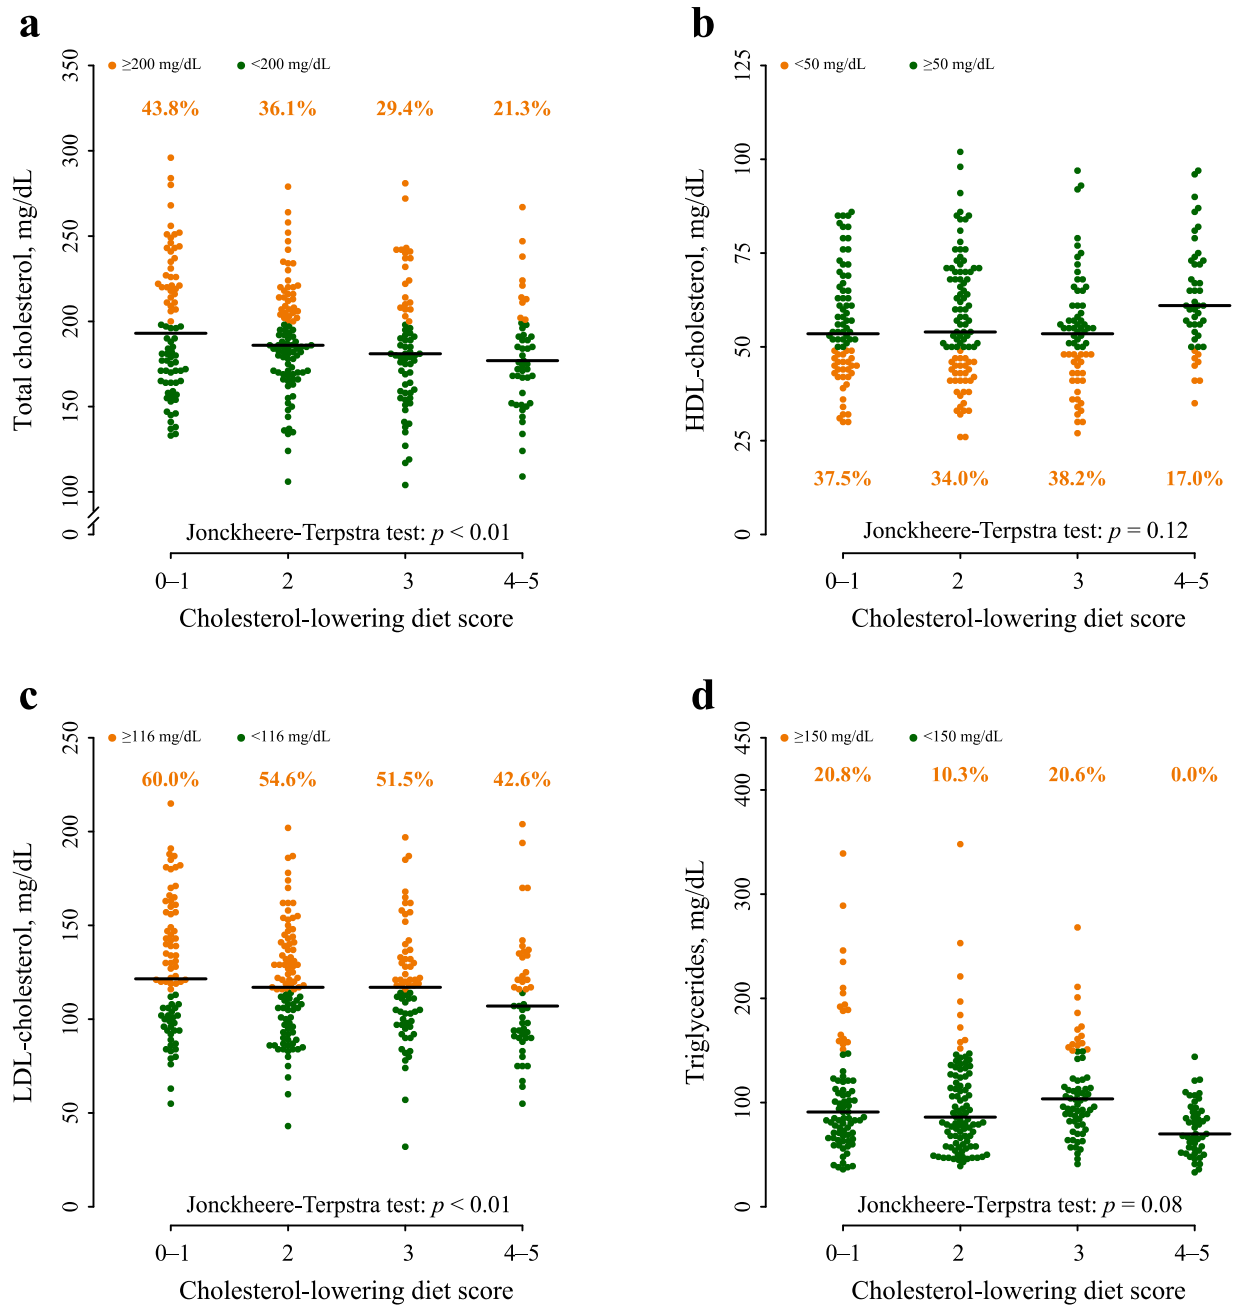 a
≥200 mg/dL <200 mg/dL
43.8% 36.1% 29.4% 21.3%
Total cholesterol, mg/dL
350
300
250
200
150
100
0
Jonckheere-Terpstra test: p < 0.01
0–1 2 3 4–5
Cholesterol-lowering diet score
b
<50 mg/dL ≥50 mg/dL
HDL-cholesterol, mg/dL
125
100
75
50
25
0
37.5% 34.0% 38.2% 17.0%
Jonckheere-Terpstra test: p = 0.12
0–1 2 3 4–5
Cholesterol-lowering diet score
c
≥116 mg/dL <116 mg/dL
60.0% 54.6% 51.5% 42.6%
LDL-cholesterol, mg/dL
250
200
150
100
50
0
Jonckheere-Terpstra test: p < 0.01
0–1 2 3 4–5
Cholesterol-lowering diet score
d
≥150 mg/dL <150 mg/dL
20.8% 10.3% 20.6% 0.0%
Triglycerides, mg/dL
450
400
300
200
100
0
Jonckheere-Terpstra test: p = 0.08
0–1 2 3 4–5
Cholesterol-lowering diet score